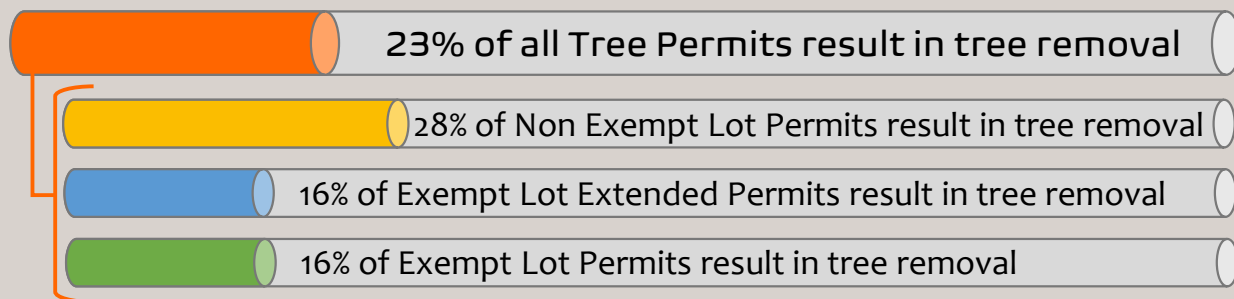 23% of all Tree Permits result in tree removal
28% of Non Exempt Lot Permits result in tree removal
16% of Exempt Lot Extended Permits result in tree removal
16% of Exempt Lot Permits result in tree removal